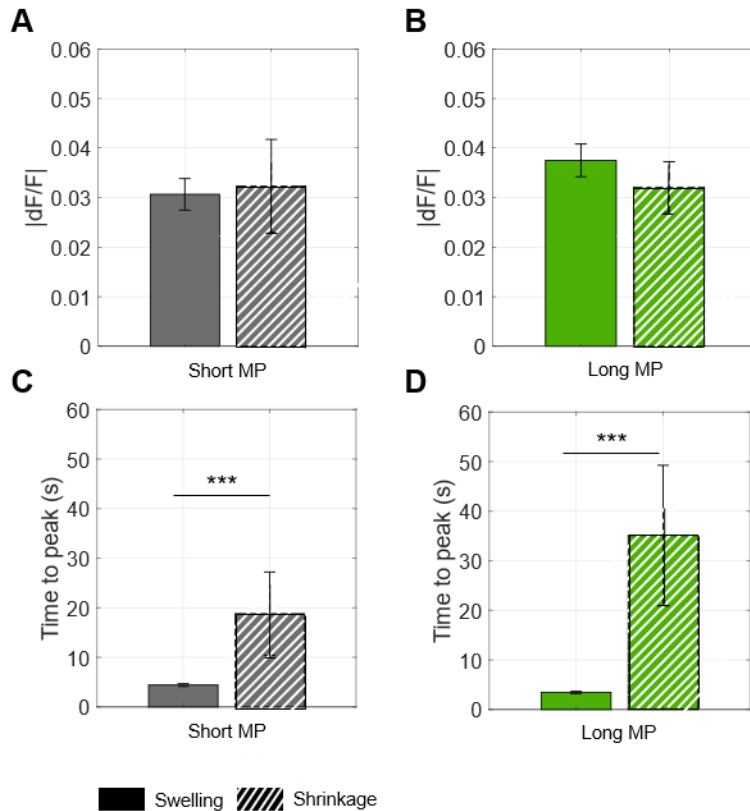 A
0.06
0.05
0.04
0.03
0.02
0.01
0
|dF/F|
Short MP
B
0.06
0.05
0.04
0.03
0.02
0.01
0
|dF/F|
Long MP
C
60
50
40
30
20
10
0
Time to peak (s)
***
Short MP
D
60
50
40
30
20
10
0
Time to peak (s)
***
Long MP
Swelling Shrinkage